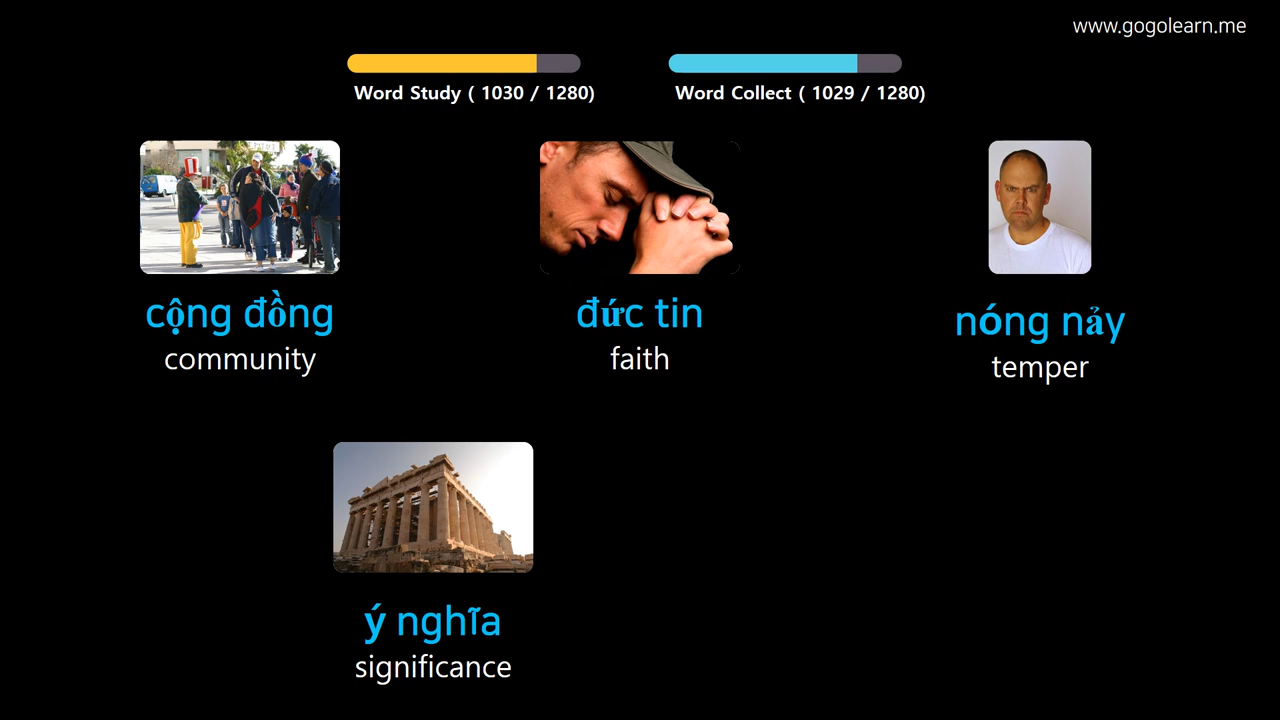 www.gogolearn.me
Word Study ( 1030 / 1280)
Word Collect ( 1029 / 1280)
cộng đồng
community
đức tin
faith
nóng nảy
temper
ý nghĩa
significance